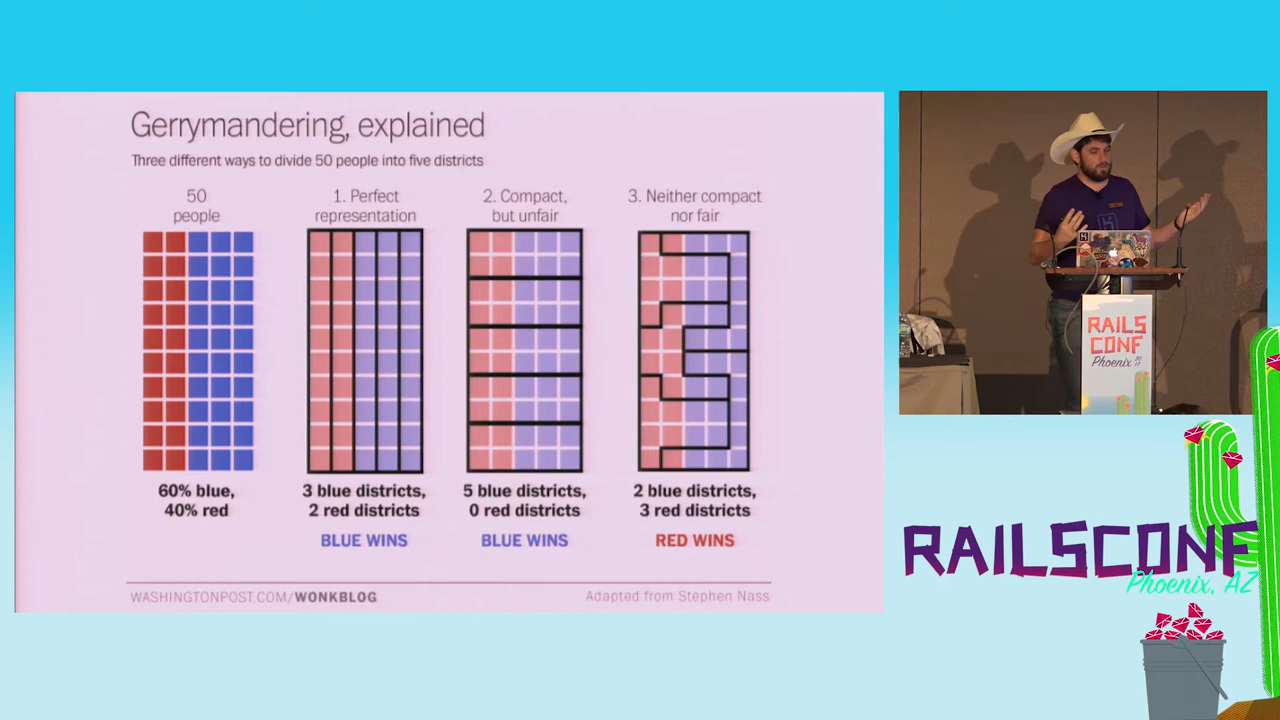 Gerrymandering, explained
Three different ways to divide 50 people into five districts
50
people
1. Perfect
representation
2. Compact,
but unfair
3. Neither compact
nor fair
60% blue,
40% red
3 blue districts,
2 red districts
5 blue districts,
0 red districts
2 blue districts,
3 red districts
BLUE WINS
BLUE WINS
RED WINS
WASHINGTONPOST.COM/WONKBLOG
Adapted from Stephen Nass
RAILS
CONF
Phoenix 20
17
RAILSCONF
Phoenix, AZ